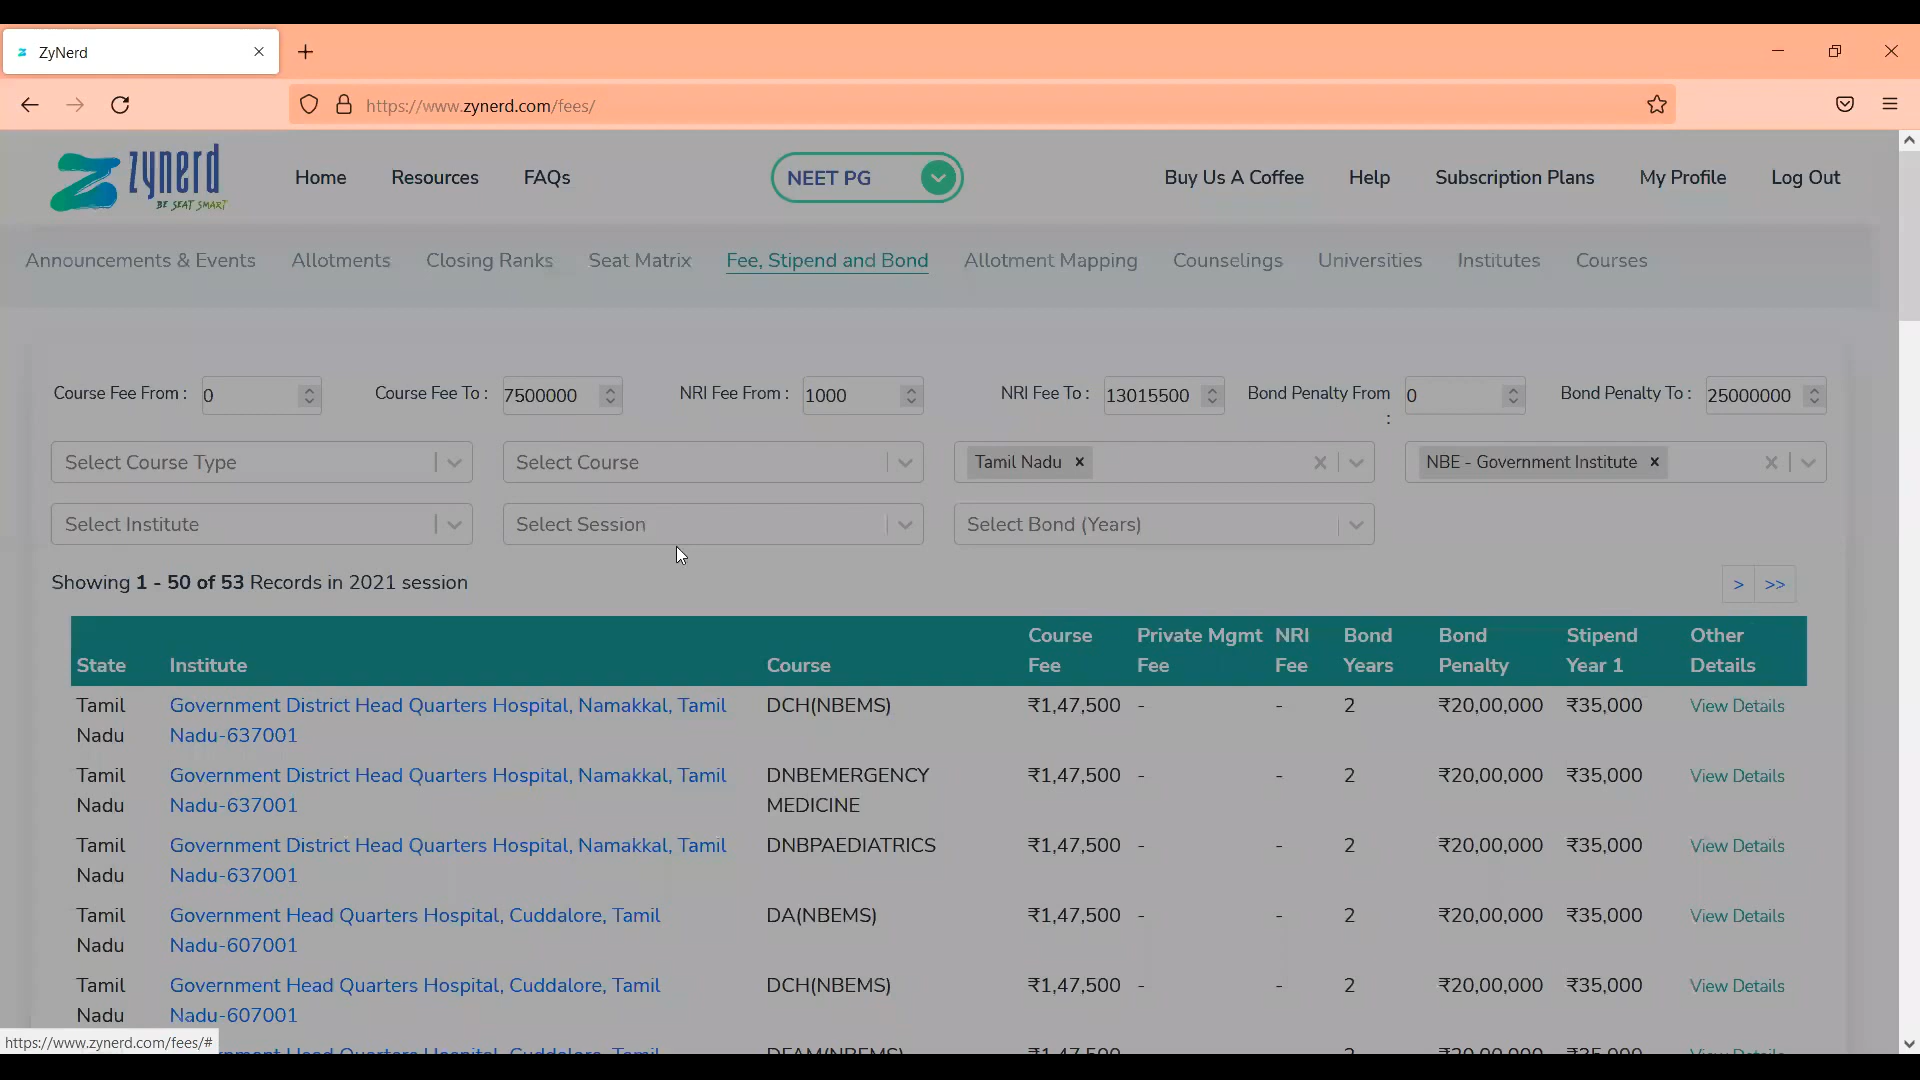 ZyNerd
https://www.zynerd.com/fees/
zynerd
BE SEAT SMART
Home Resources FAQs NEET PG Buy Us A Coffee Help Subscription Plans My Profile Log Out
Announcements & Events Allotments Closing Ranks Seat Matrix Fee, Stipend and Bond Allotment Mapping Counselings Universities Institutes Courses
Course Fee From : 0 Course Fee To : 7500000 NRI Fee From : 1000 NRI Fee To : 13015500 Bond Penalty From : 0 Bond Penalty To : 25000000
Select Course Type Select Course Tamil Nadu × NBE - Government Institute ×
Select Institute Select Session Select Bond (Years)
Showing 1 - 50 of 53 Records in 2021 session > >>
State Institute Course Course Fee Private Mgmt Fee NRI Fee Bond Years Bond Penalty Stipend Year 1 Other Details
Tamil Government District Head Quarters Hospital, Namakkal, Tamil DCH(NBEMS) ₹1,47,500 - - 2 ₹20,00,000 ₹35,000 View Details
Nadu Nadu-637001
Tamil Government District Head Quarters Hospital, Namakkal, Tamil DNBEMERGENCY ₹1,47,500 - - 2 ₹20,00,000 ₹35,000 View Details
Nadu Nadu-637001 MEDICINE
Tamil Government District Head Quarters Hospital, Namakkal, Tamil DNBPAEDIATRICS ₹1,47,500 - - 2 ₹20,00,000 ₹35,000 View Details
Nadu Nadu-637001
Tamil Government Head Quarters Hospital, Cuddalore, Tamil DA(NBEMS) ₹1,47,500 - - 2 ₹20,00,000 ₹35,000 View Details
Nadu Nadu-607001
Tamil Government Head Quarters Hospital, Cuddalore, Tamil DCH(NBEMS) ₹1,47,500 - - 2 ₹20,00,000 ₹35,000 View Details
Nadu Nadu-607001
https://www.zynerd.com/fees/#